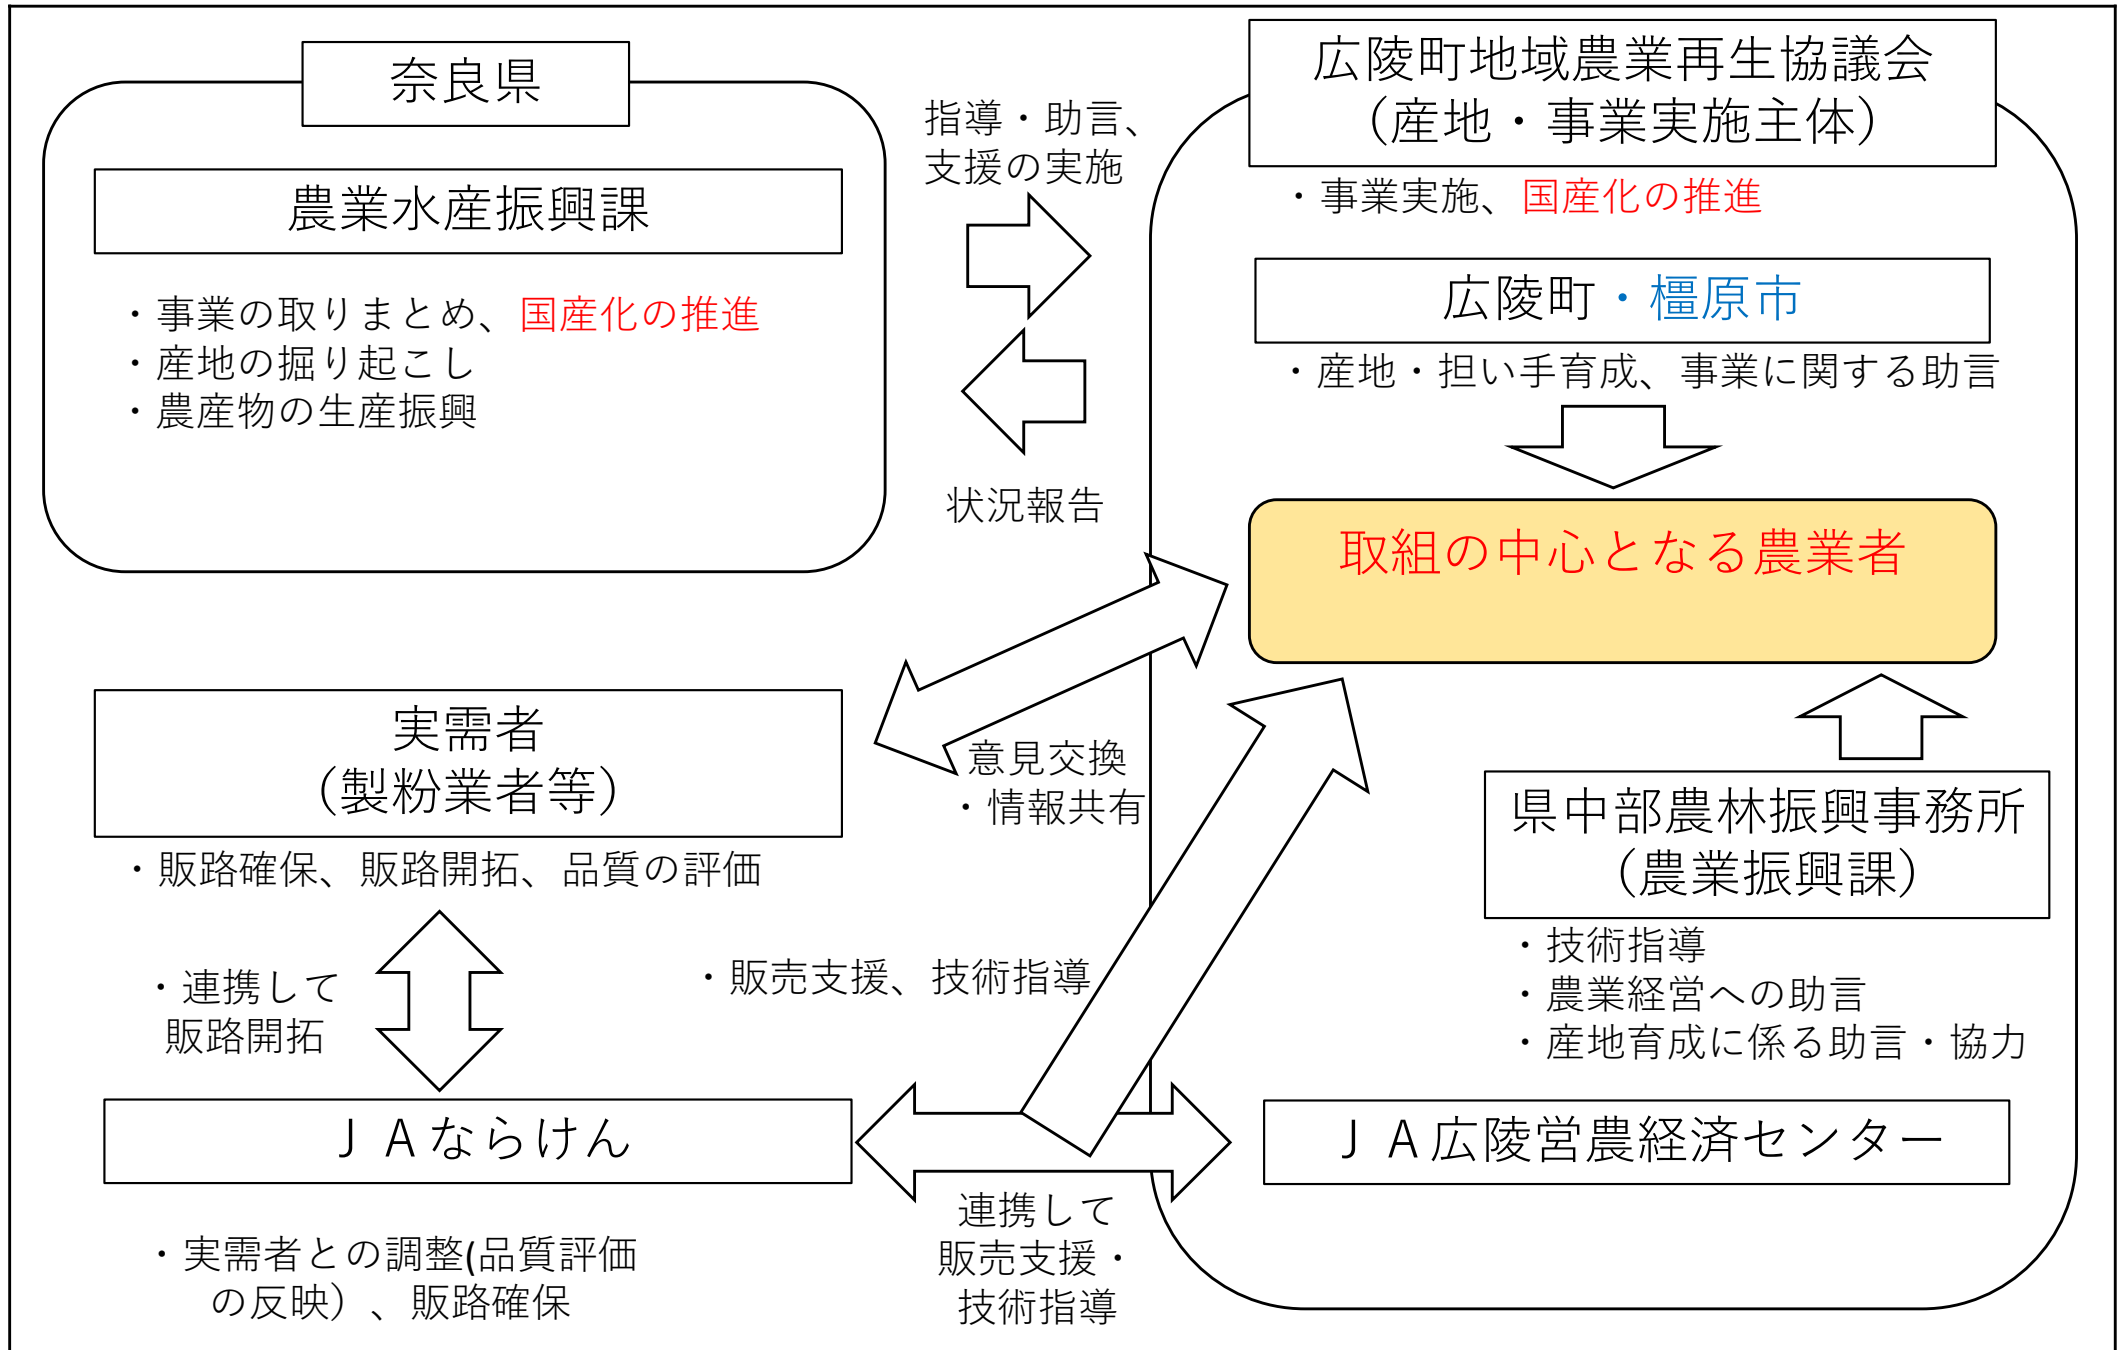 奈良県
農業水産振興課
・事業の取りまとめ、国産化の推進
・産地の掘り起こし
・農産物の生産振興
指導・助言、
支援の実施
状況報告
広陵町地域農業再生協議会
（産地・事業実施主体）
・事業実施、国産化の推進
広陵町・橿原市
・産地・担い手育成、事業に関する助言
取組の中心となる農業者
実需者
（製粉業者等）
・販路確保、販路開拓、品質の評価
意見交換
・情報共有
県中部農林振興事務所
（農業振興課）
・技術指導
・農業経営への助言
・産地育成に係る助言・協力
・連携して
販路開拓
・販売支援、技術指導
ＪＡならけん
・実需者との調整(品質評価
の反映）、販路確保
連携して
販売支援・
技術指導
ＪＡ広陵営農経済センター